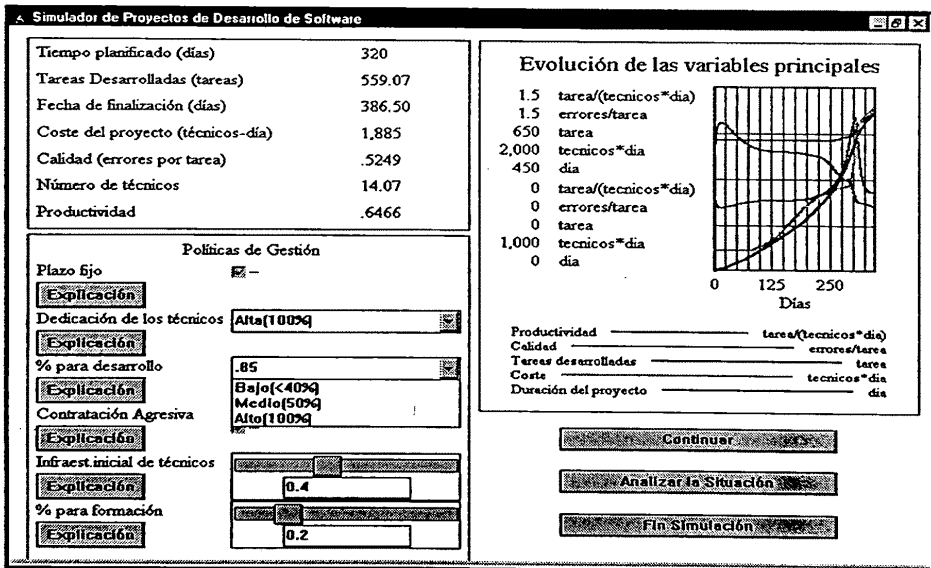 Simulador de Proyectos de Desarrollo de Software
Tiempo planificado (días) 320
Tareas Desarrolladas (tareas) 559.07
Fecha de finalización (días) 386.50
Coste del proyecto (técnicos-día) 1,885
Calidad (errores por tarea) .5249
Número de técnicos 14.07
Productividad .6466
Políticas de Gestión
Plazo fijo
Explicación
Dedicación de los técnicos Alta(100%)
Explicación
% para desarrollo .85
Explicación Bajo(<40%)
Medio(50%)
Contratación Agresiva Alto(100%)
Explicación
Infraest.inicial de técnicos
Explicación 0.4
% para formación
Explicación 0.2
Evolución de las variables principales
1.5 tarea/(tecnicos*dia)
1.5 errores/tarea
650 tarea
2,000 tecnicos*dia
450 dia
0 tarea/(tecnicos*dia)
0 errores/tarea
0 tarea
1,000 tecnicos*dia
0 dia
0 125 250
Días
Productividad tarea/(tecnicos*dia)
Calidad errores/tarea
Tareas desarrolladas tarea
Coste tecnicos*dia
Duración del proyecto dia
Continuar
Analizar la Situación
Fin Simulación